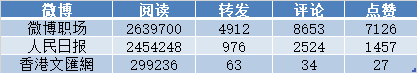 微博 阅读 转发 评论 点赞
微博职场 2639700 4912 8653 7126
人民日报 2454248 976 2524 1457
香港文匯網 299236 63 34 27